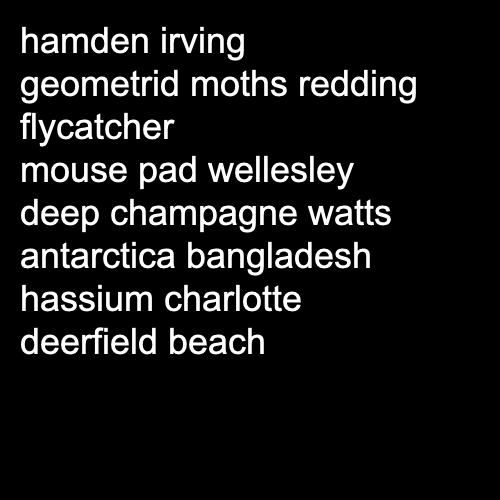 hamden irving
geometrid moths redding
flycatcher
mouse pad wellesley
deep champagne watts
antarctica bangladesh
hassium charlotte
deerfield beach